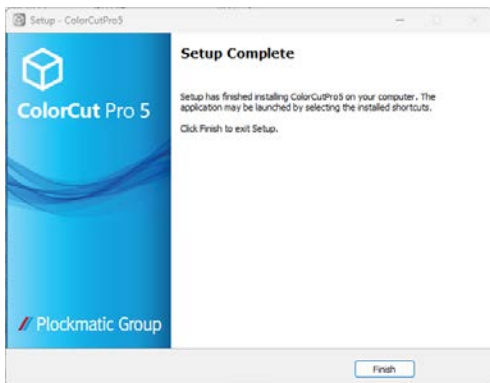 Setup - ColorCutPro5
Setup Complete
ColorCut Pro 5
Setup has finished installing ColorCutPro5 on your computer. The
application may be launched by selecting the installed shortcuts.
Click Finish to exit Setup.
Plockmatic Group
Finish